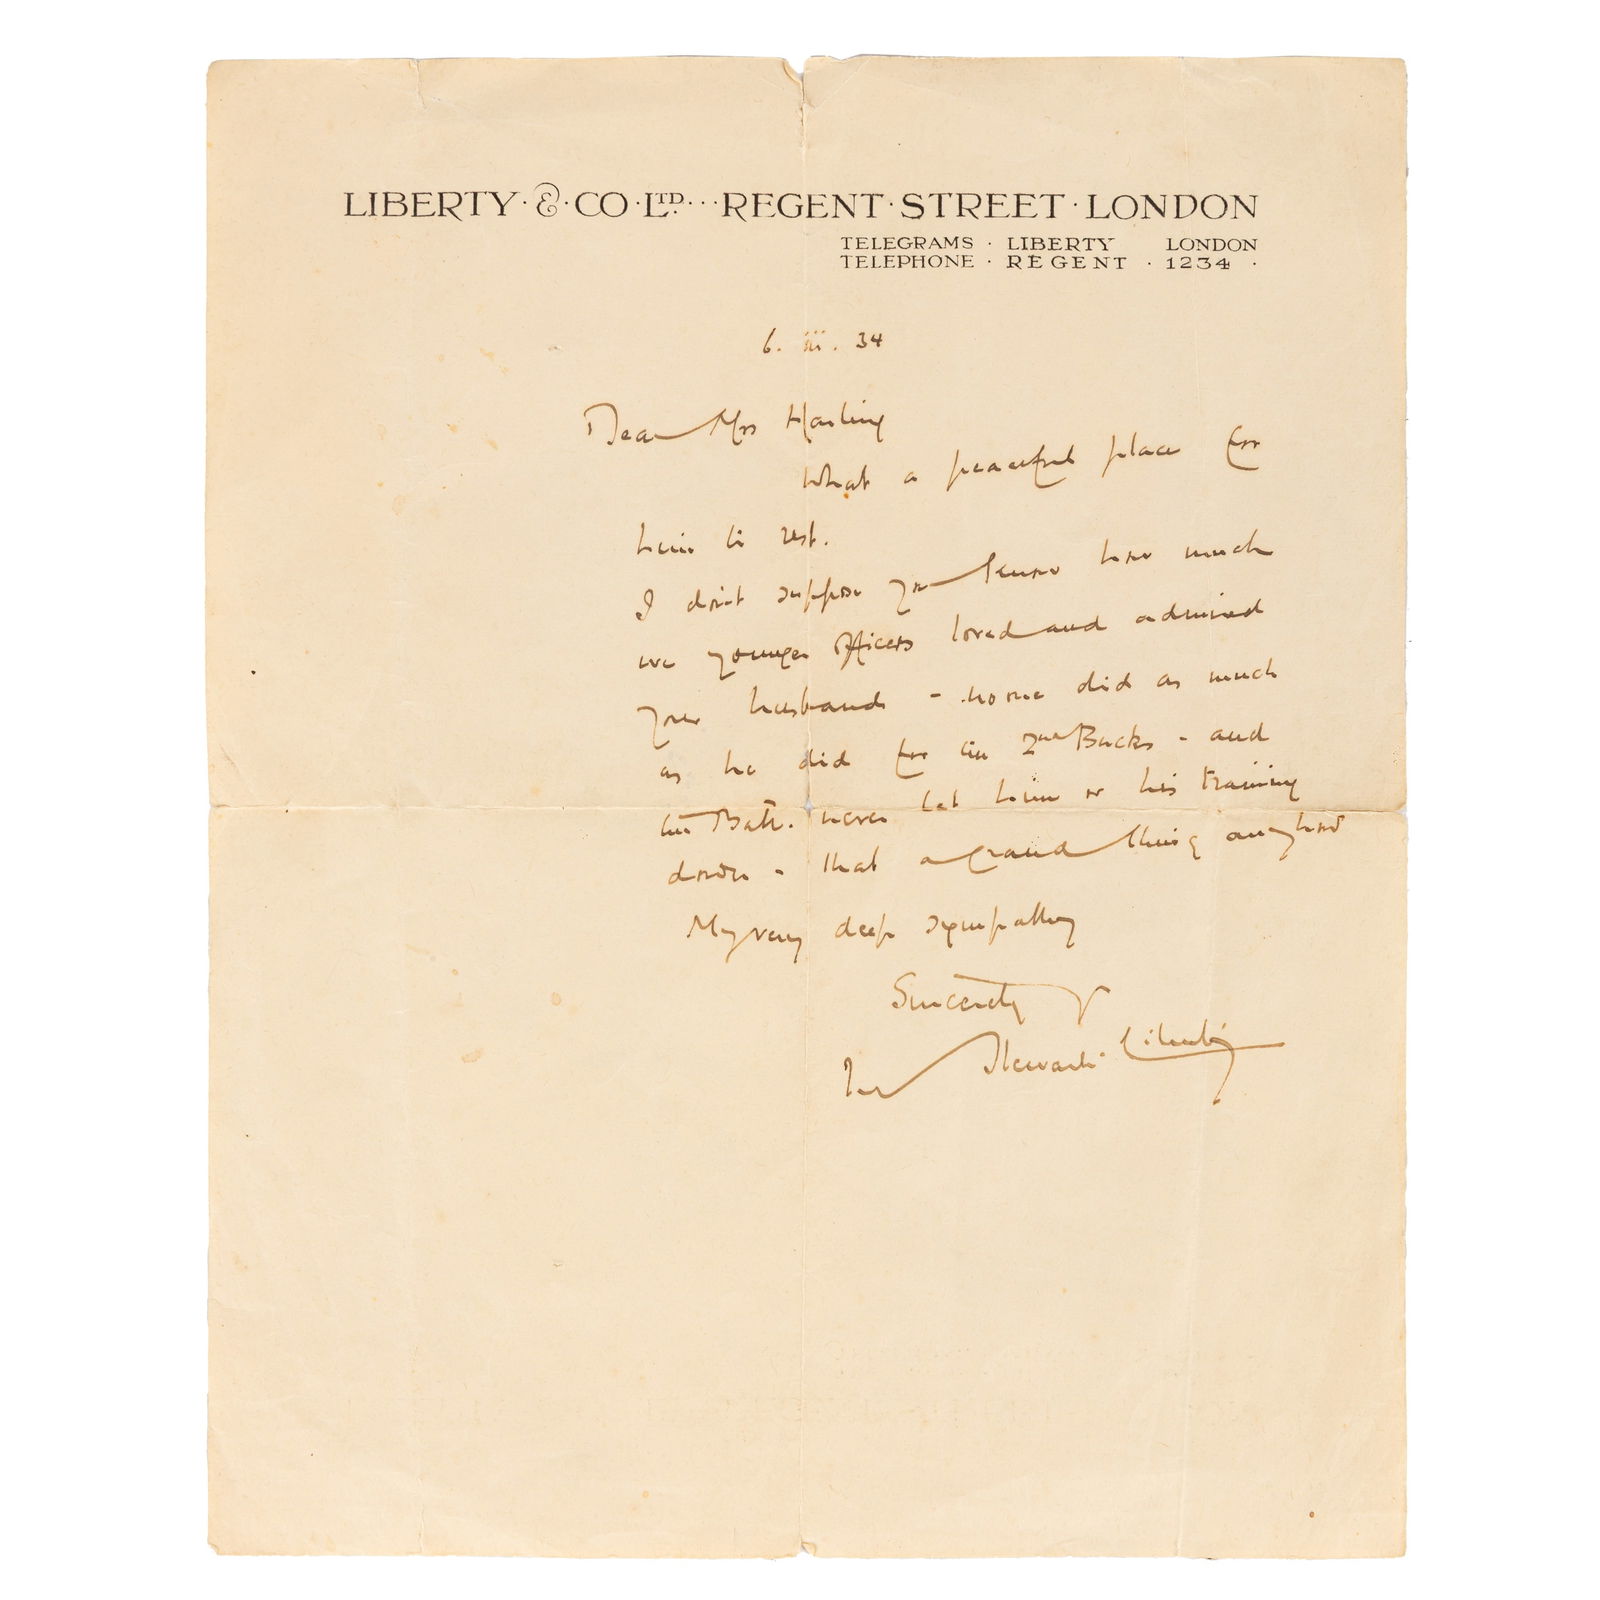 LIBERTY · & · CO · LTD. · · · REGENT · STREET · LONDON
TELEGRAMS · LIBERTY LONDON
TELEPHONE · REGENT · 1234 ·
6. iii. 34
Dear Mrs Harling
What a peaceful place for
him to rest.
I don't suppose you know how much
we younger officers loved and admired
your husband - no one did as much
as he did for the 2nd Bucks - and
the Batt. never let him or his training
down - that a grand thing anyhow
My very deep sympathy
Sincerely
Ivor Stewart-Liberty